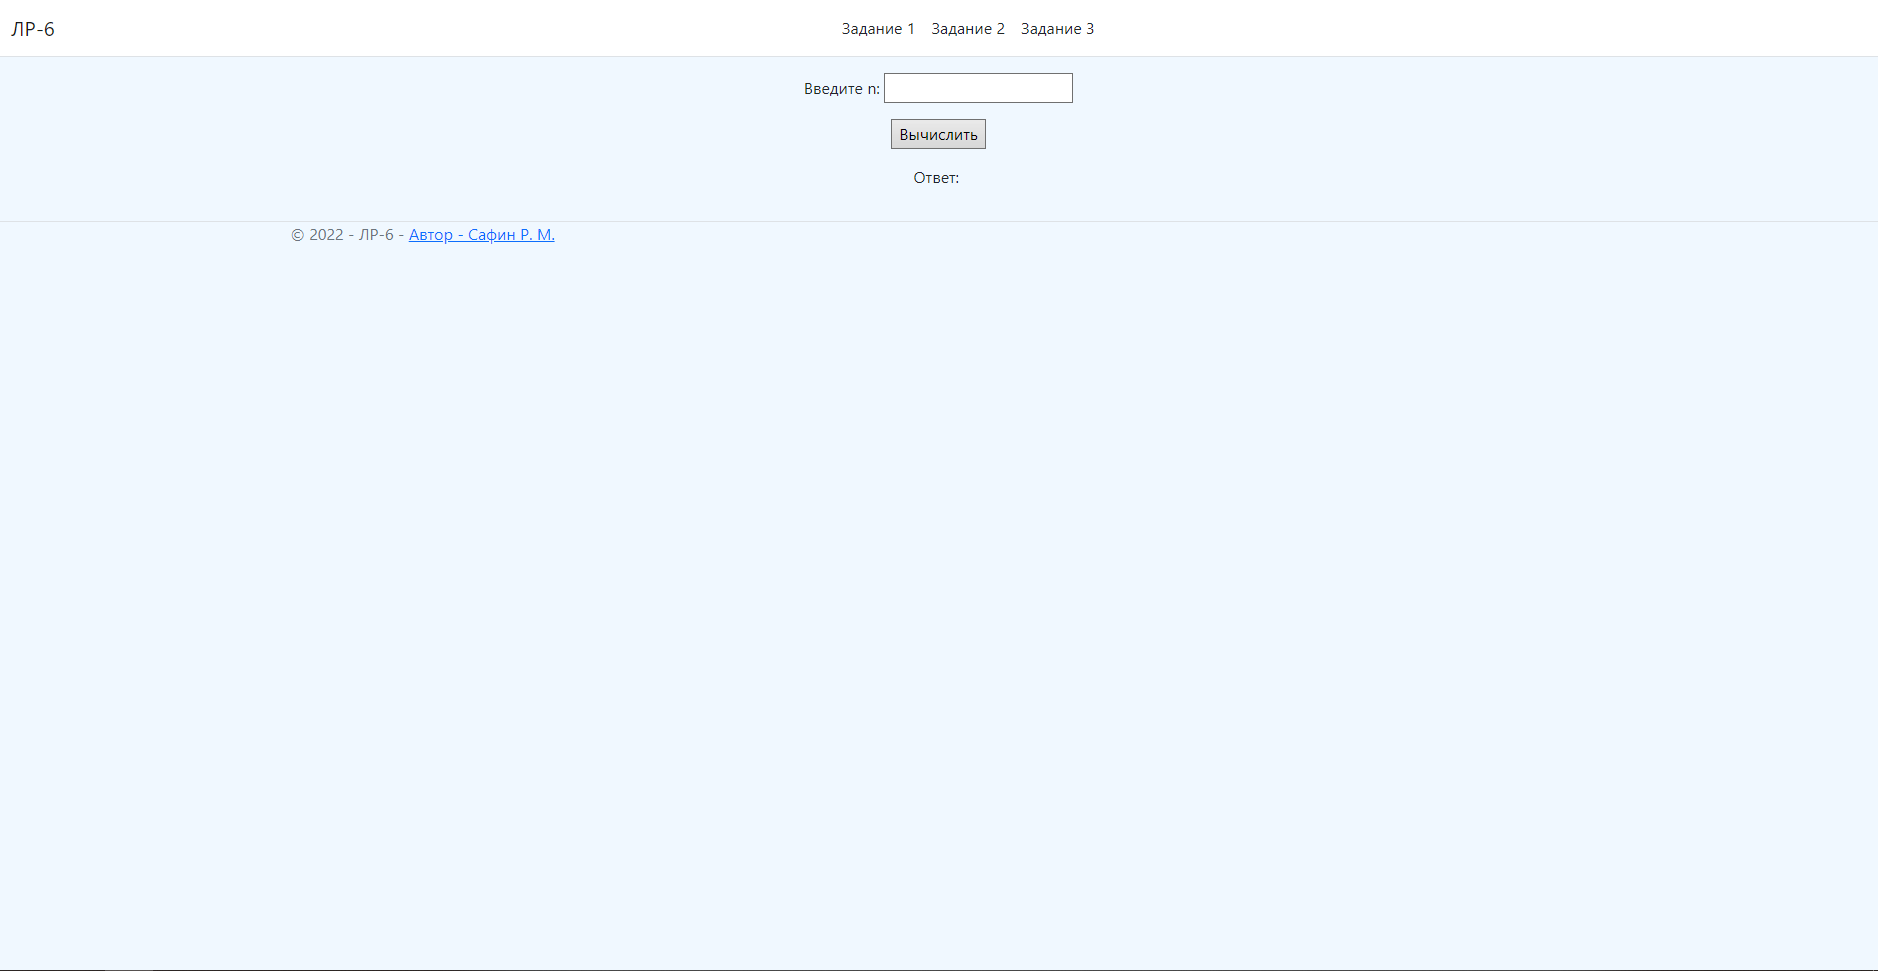 ЛР-6 Задание 1 Задание 2 Задание 3
Введите n:
Вычислить
Ответ:
© 2022 - ЛР-6 - Автор - Сафин Р. М.